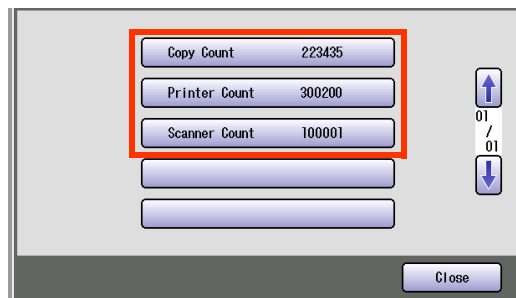 Copy Count 223435
Printer Count 300200
Scanner Count 100001
01
/
01
Close